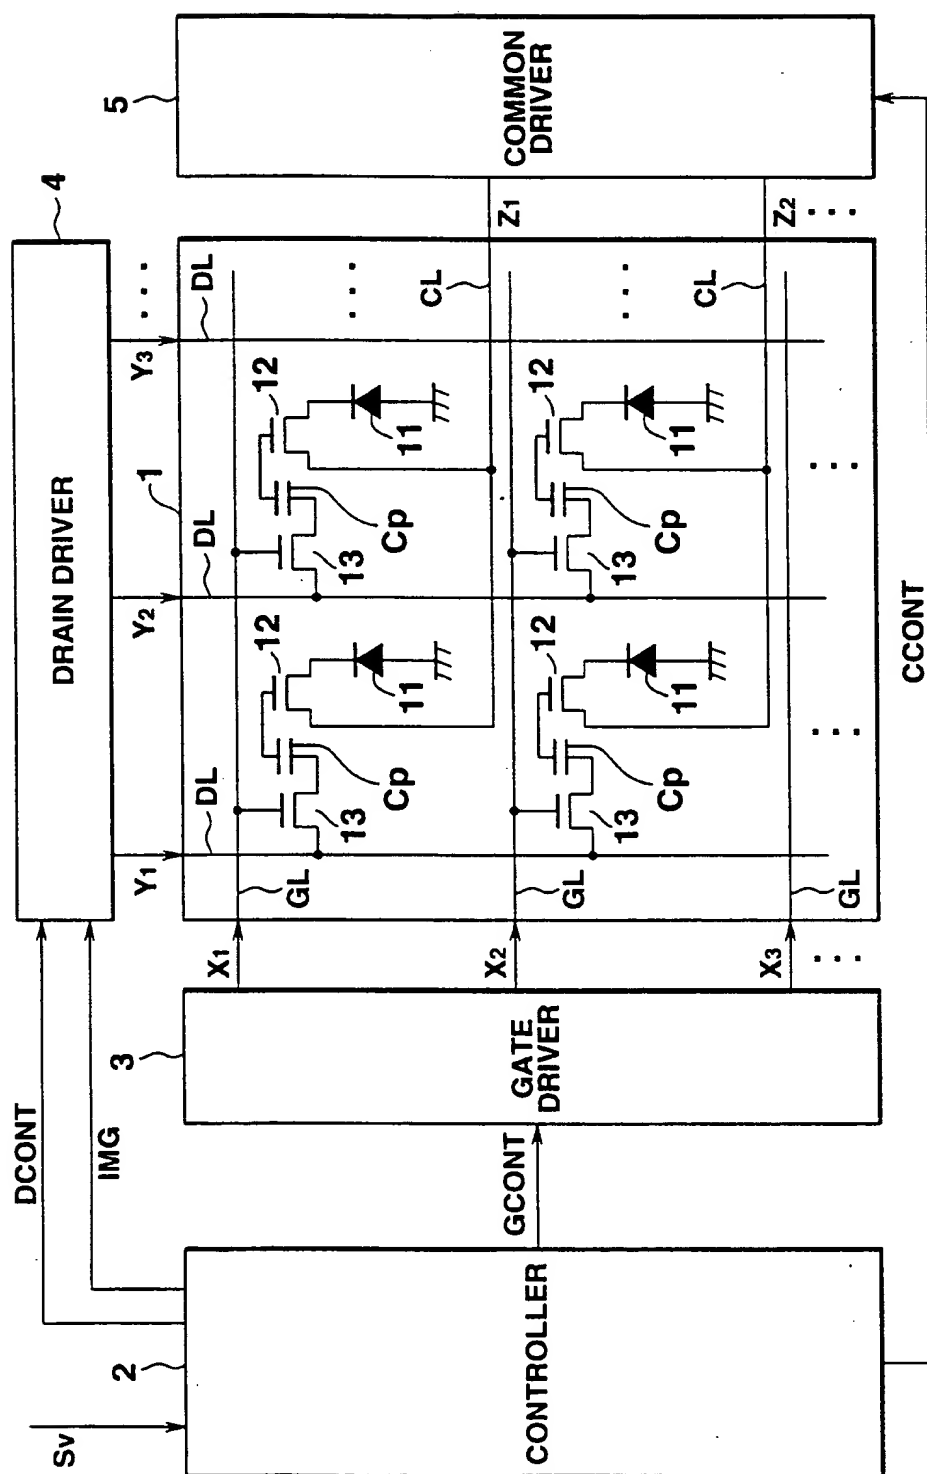 4
DRAIN DRIVER
5
COMMON
DRIVER
DCONT
IMG
Y1
Y2
Y3
...
1
DL
DL
DL
Sv
2
CONTROLLER
GCONT
3
GATE
DRIVER
X1
GL
13
Cp
12
11
13
Cp
12
11
...
CL
Z1
X2
GL
13
Cp
12
11
13
Cp
12
11
...
CL
Z2
...
X3
GL
...
...
...
CCONT